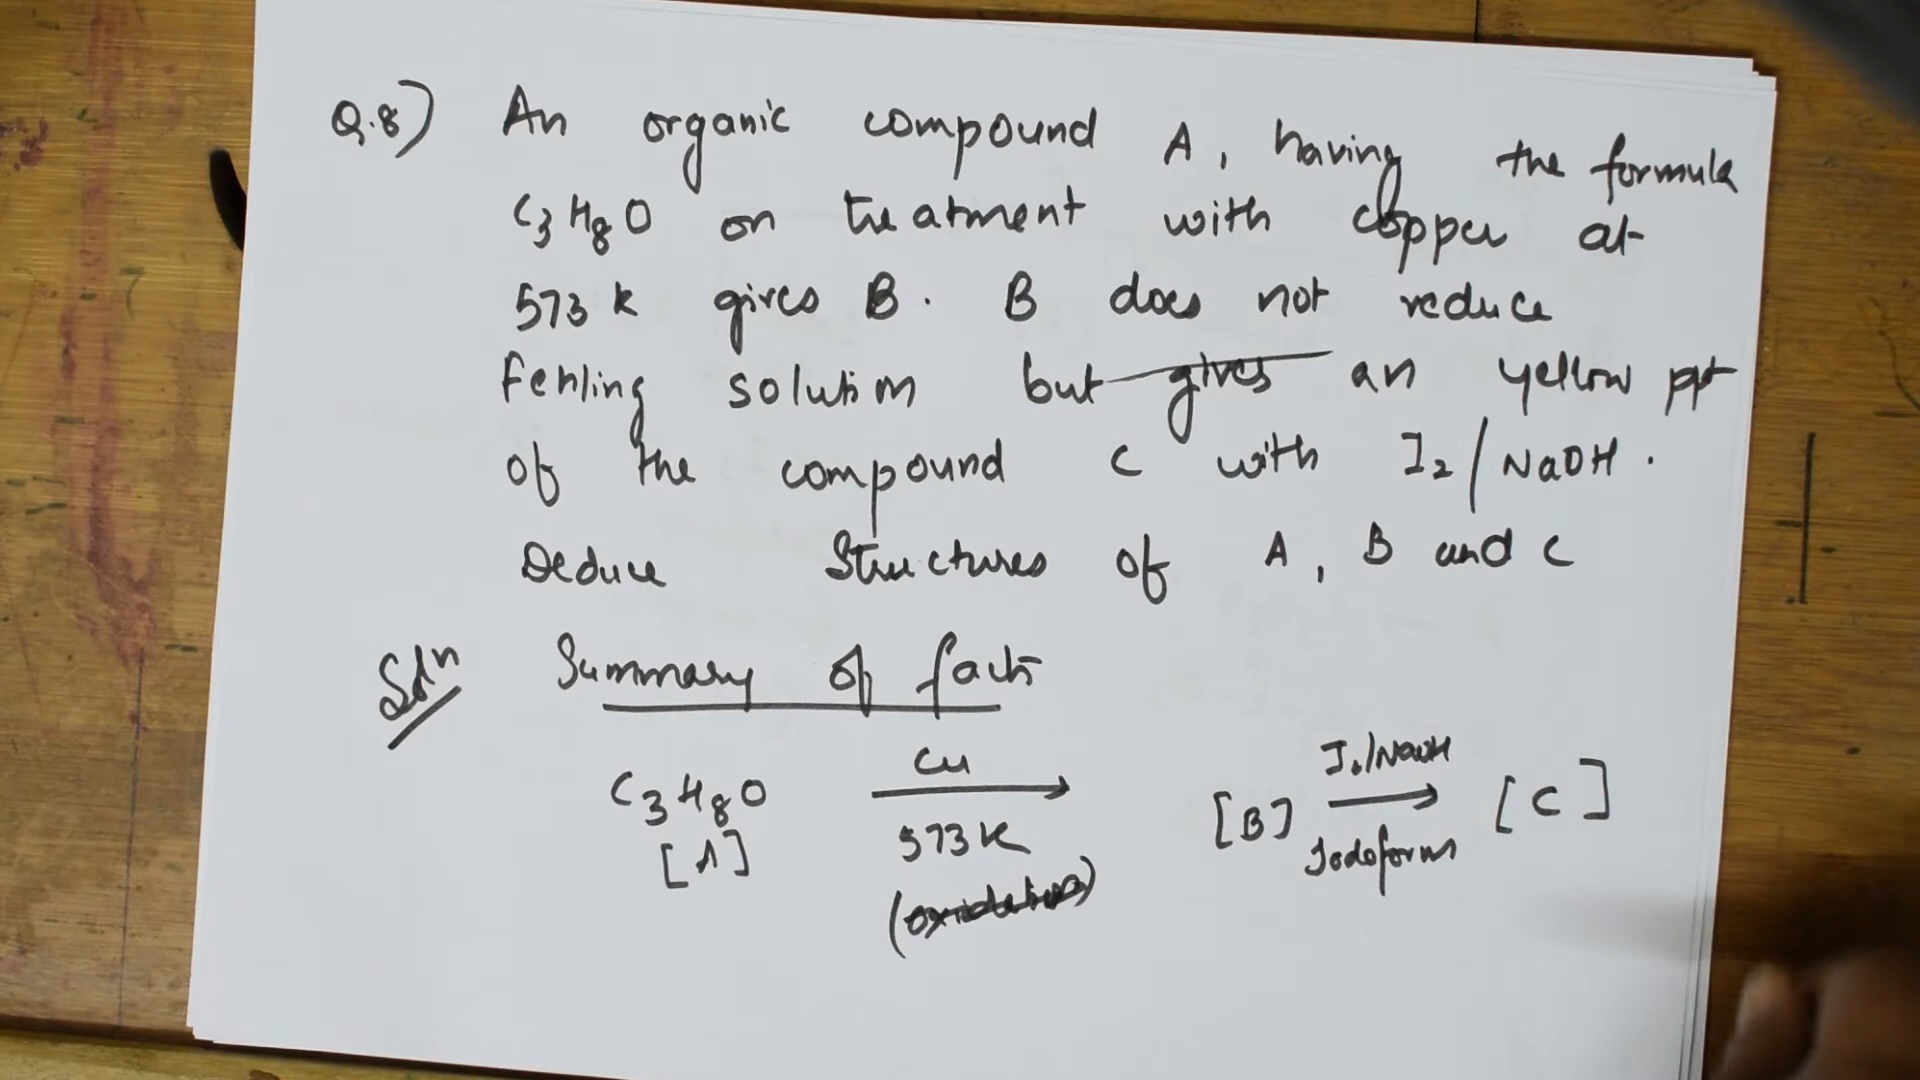 Q.8) An organic compound A, having the formula
C3H8O on treatment with copper at
573 K gives B. B does not reduce
Fehling solution but gives an yellow ppt
of the compound C with I2/NaOH.
Deduce Structures of A, B and C
Soln Summary of facts
C3H8O Cu 573 K (oxidation) [B] I2/NaOH Iodoform [C]
[A]